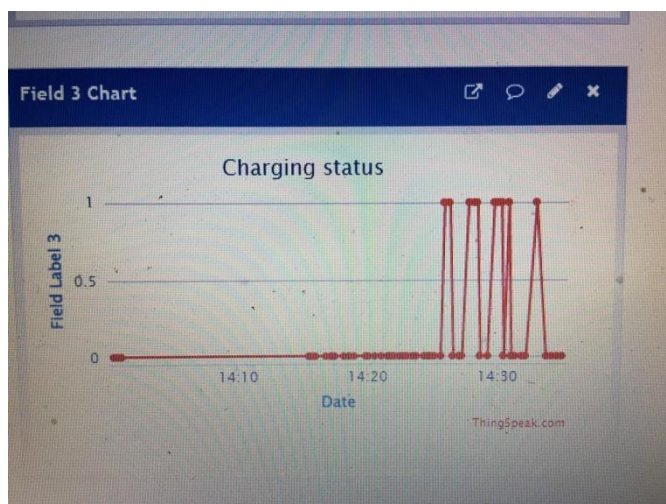 Field 3 Chart
Charging status
1
0.5
0
Field Label 3
14:10 14:20 14:30
Date
ThingSpeak.com